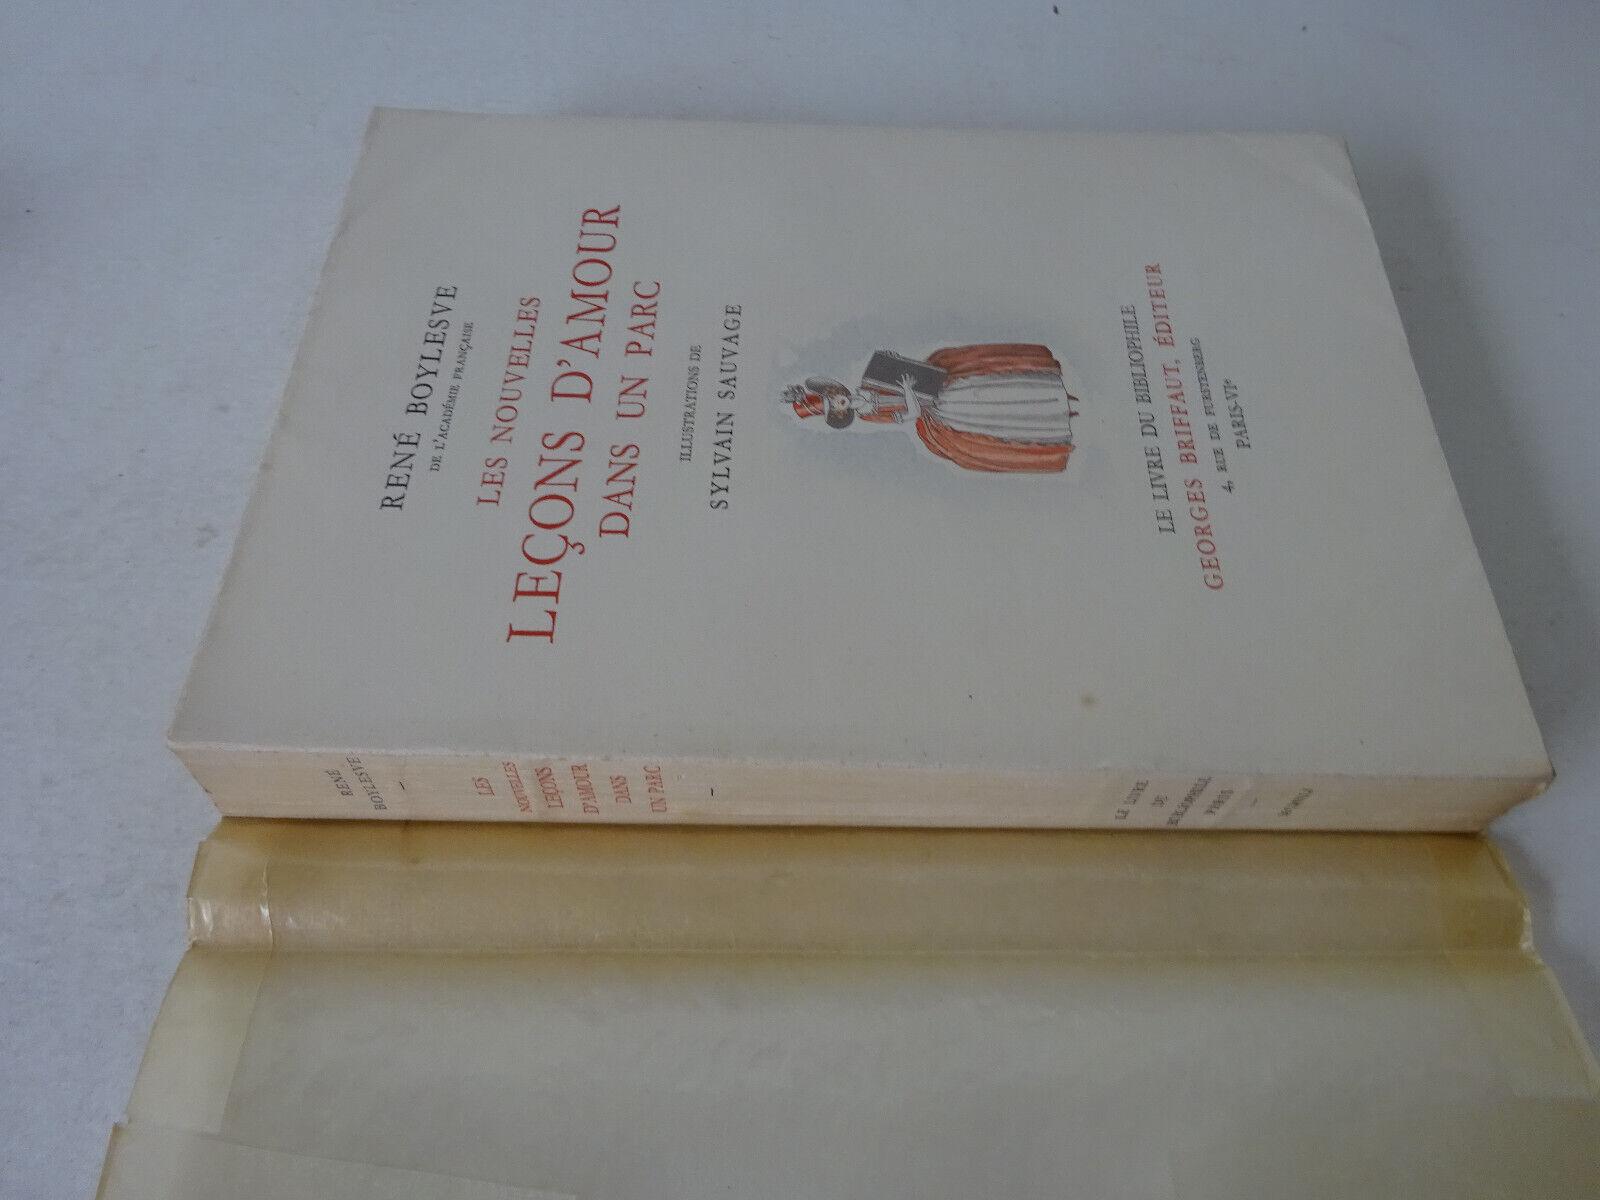 RENÉ BOYLESVE
DE L'ACADÉMIE FRANÇAISE
LES NOUVELLES
LEÇONS D'AMOUR
DANS UN PARC
ILLUSTRATIONS DE
SYLVAIN SAUVAGE
LE LIVRE DU BIBLIOPHILE
GEORGES BRIFFAUT, ÉDITEUR
4, RUE DE FURSTENBERG
PARIS-VIe
RENÉ
BOYLESVE
LES
NOUVELLES
LEÇONS
D'AMOUR
DANS
UN PARC
LE LIVRE
DU
BIBLIOPHILE
PARIS